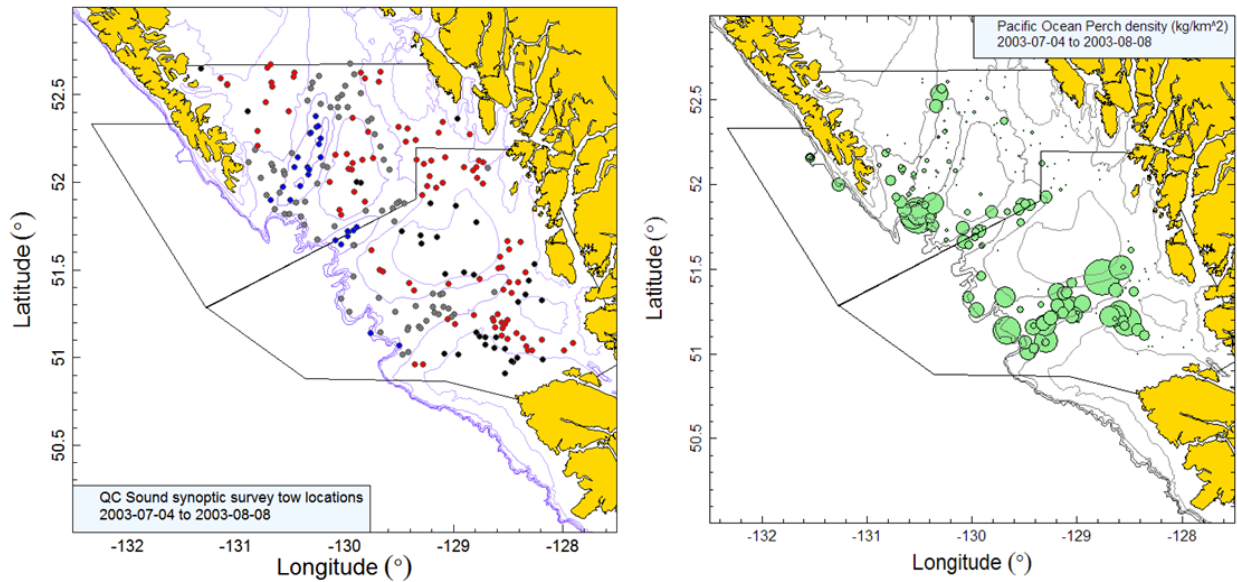 Pacific Ocean Perch density (kg/km^2)
2003-07-04 to 2003-08-08
52.5
52
51.5
51
50.5
Latitude (°)
QC Sound synoptic survey tow locations
2003-07-04 to 2003-08-08
-132
-131
-130
-129
-128
Longitude (°)
52.5
52
51.5
51
50.5
Latitude (°)
-132
-131
-130
-129
-128
Longitude (°)